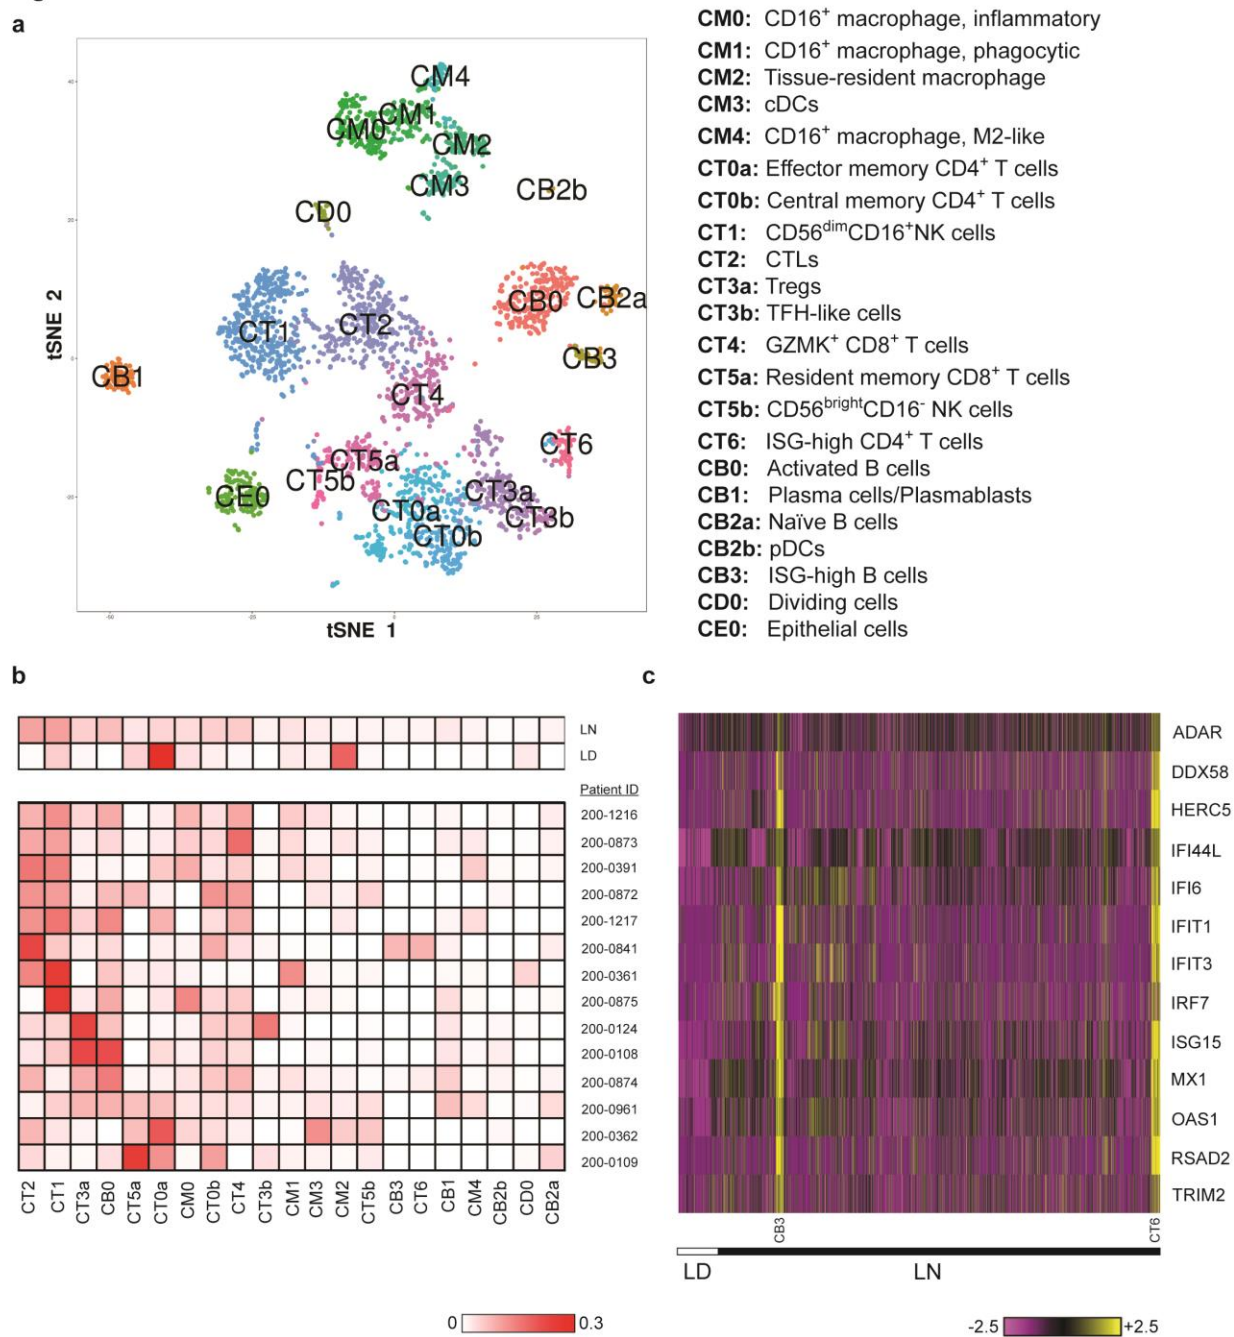 a
CM0: CD16+ macrophage, inflammatory
CM1: CD16+ macrophage, phagocytic
CM2: Tissue-resident macrophage
CM3: cDCs
CM4: CD16+ macrophage, M2-like
CT0a: Effector memory CD4+ T cells
CT0b: Central memory CD4+ T cells
CT1: CD56dimCD16+NK cells
CT2: CTLs
CT3a: Tregs
CT3b: TFH-like cells
CT4: GZMK+ CD8+ T cells
CT5a: Resident memory CD8+ T cells
CT5b: CD56brightCD16- NK cells
CT6: ISG-high CD4+ T cells
CB0: Activated B cells
CB1: Plasma cells/Plasmablasts
CB2a: Naïve B cells
CB2b: pDCs
CB3: ISG-high B cells
CD0: Dividing cells
CE0: Epithelial cells
CM4
CM1
CM0
CM2
CM3
CB2b
CD0
CB0
CB2a
CT1
CT2
CB3
CB1
CT4
CT6
CT5a
CT5b
CE0
CT3a
CT0a
CT3b
CT0b
tSNE 2
tSNE 1
b
LN
LD
Patient ID
200-1216
200-0873
200-0391
200-0872
200-1217
200-0841
200-0361
200-0875
200-0124
200-0108
200-0874
200-0961
200-0362
200-0109
CT2 CT1 CT3a CB0 CT5a CT0a CM0 CT0b CT4 CT3b CM1 CM3 CM2 CT5b CB3 CT6 CB1 CM4 CB2b CD0 CB2a
0 0.3
c
ADAR
DDX58
HERC5
IFI44L
IFI6
IFIT1
IFIT3
IRF7
ISG15
MX1
OAS1
RSAD2
TRIM2
CB3 CT6
LD LN
-2.5 +2.5